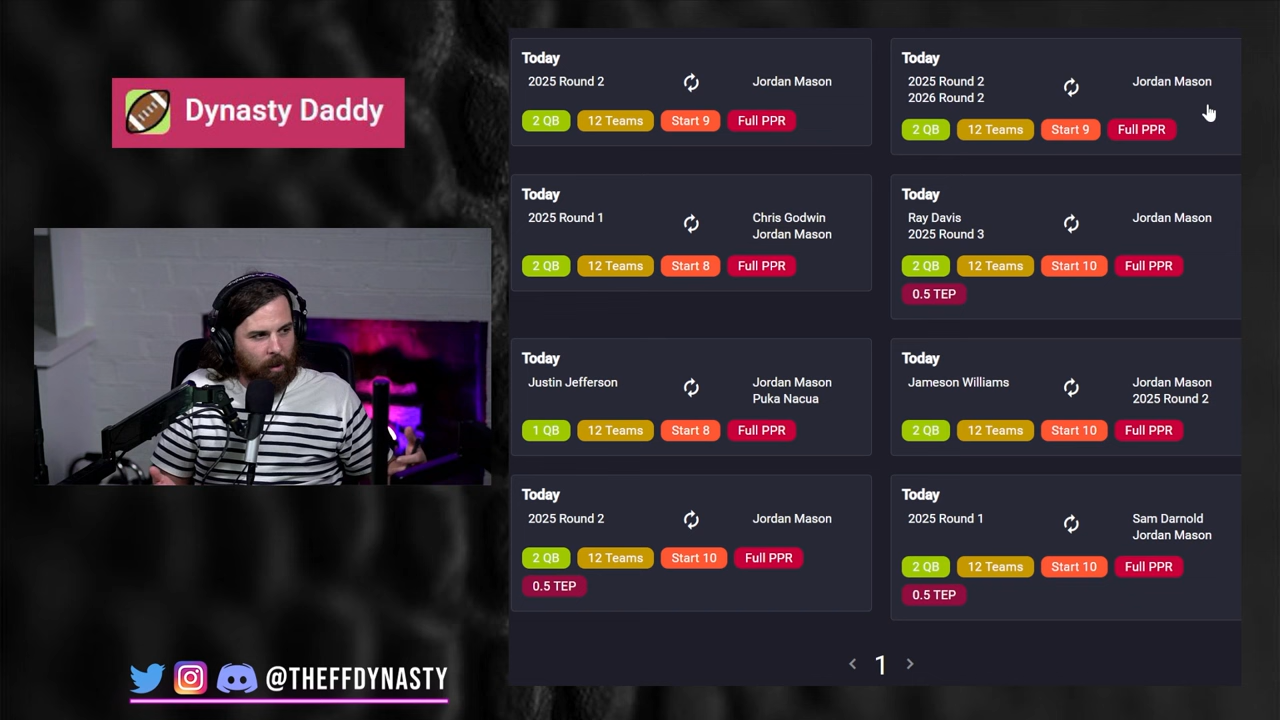 Dynasty Daddy
Today
2025 Round 2
Jordan Mason
2 QB
12 Teams
Start 9
Full PPR
Today
2025 Round 2
2026 Round 2
Jordan Mason
2 QB
12 Teams
Start 9
Full PPR
Today
2025 Round 1
Chris Godwin
Jordan Mason
2 QB
12 Teams
Start 8
Full PPR
Today
Ray Davis
2025 Round 3
Jordan Mason
2 QB
12 Teams
Start 10
Full PPR
0.5 TEP
Today
Justin Jefferson
Jordan Mason
Puka Nacua
1 QB
12 Teams
Start 8
Full PPR
Today
Jameson Williams
Jordan Mason
2025 Round 2
2 QB
12 Teams
Start 10
Full PPR
Today
2025 Round 2
Jordan Mason
2 QB
12 Teams
Start 10
Full PPR
0.5 TEP
Today
2025 Round 1
Sam Darnold
Jordan Mason
2 QB
12 Teams
Start 10
Full PPR
0.5 TEP
1
@THEFFDYNASTY